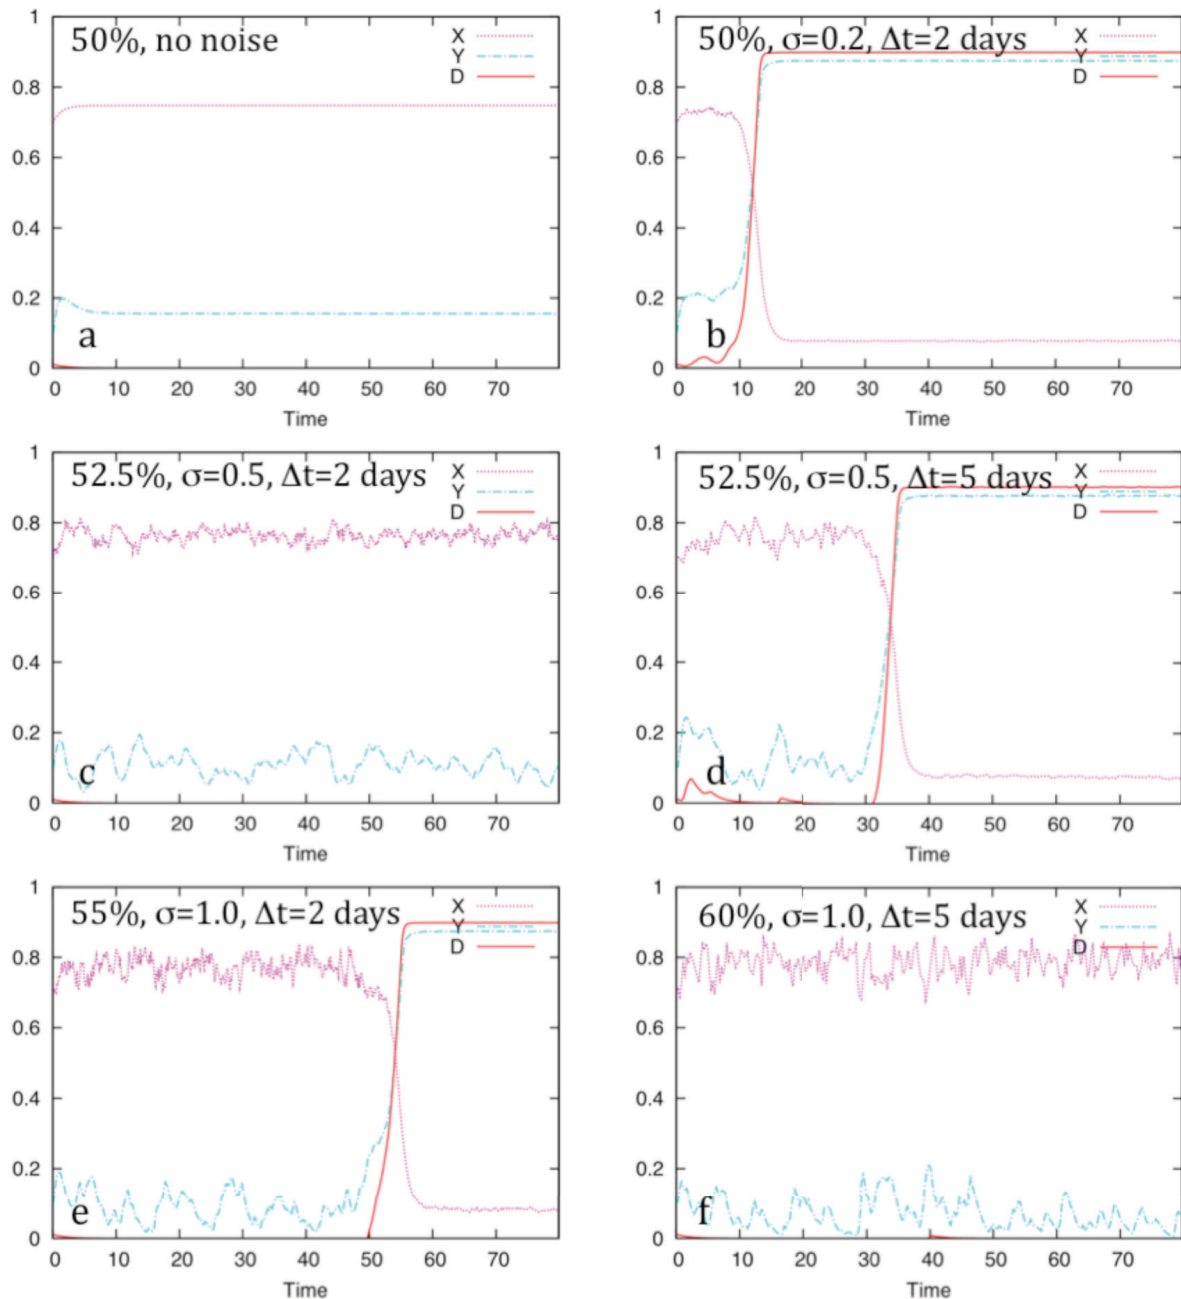 50%, no noise
X
Y
D
1
0.8
0.6
0.4
0.2
0
a
0 10 20 30 40 50 60 70
Time
50%, σ=0.2, Δt=2 days
X
Y
D
1
0.8
0.6
0.4
0.2
0
b
0 10 20 30 40 50 60 70
Time
52.5%, σ=0.5, Δt=2 days
X
Y
D
1
0.8
0.6
0.4
0.2
0
c
0 10 20 30 40 50 60 70
Time
52.5%, σ=0.5, Δt=5 days
X
Y
D
1
0.8
0.6
0.4
0.2
0
d
0 10 20 30 40 50 60 70
Time
55%, σ=1.0, Δt=2 days
X
Y
D
1
0.8
0.6
0.4
0.2
0
e
0 10 20 30 40 50 60 70
Time
60%, σ=1.0, Δt=5 days
X
Y
D
1
0.8
0.6
0.4
0.2
0
f
0 10 20 30 40 50 60 70
Time